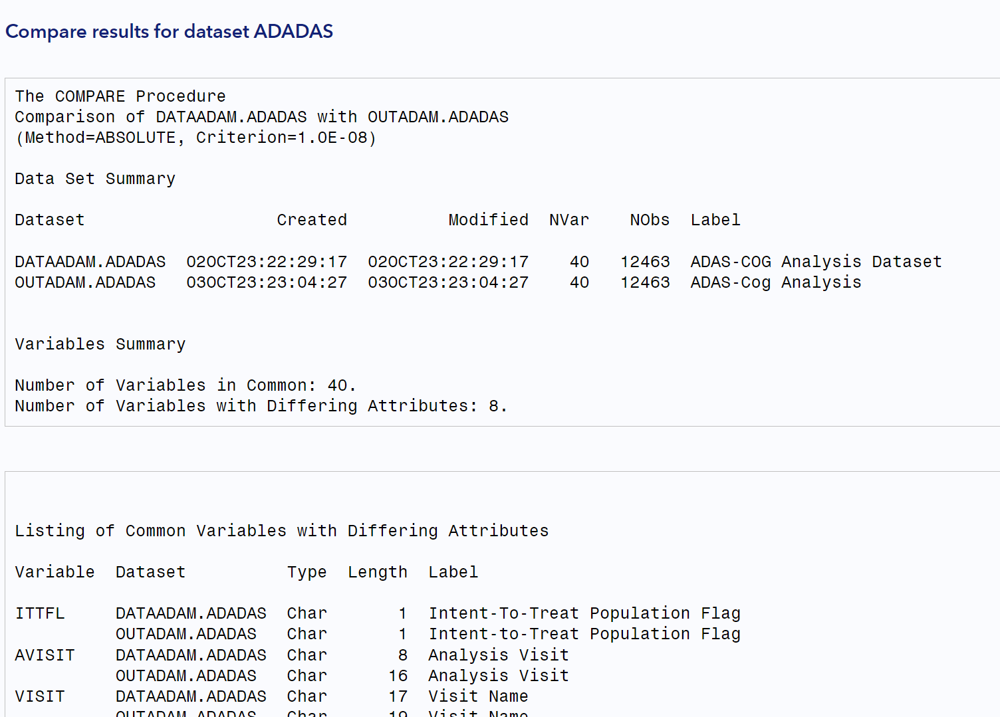 Compare results for dataset ADADAS
The COMPARE Procedure
Comparison of DATAADAM.ADADAS with OUTADAM.ADADAS
(Method=ABSOLUTE, Criterion=1.0E-08)
Data Set Summary
Dataset Created Modified NVar NObs Label
DATAADAM.ADADAS 02OCT23:22:29:17 02OCT23:22:29:17 40 12463 ADAS-COG Analysis Dataset
OUTADAM.ADADAS 03OCT23:23:04:27 03OCT23:23:04:27 40 12463 ADAS-Cog Analysis
Variables Summary
Number of Variables in Common: 40.
Number of Variables with Differing Attributes: 8.
Listing of Common Variables with Differing Attributes
Variable Dataset Type Length Label
ITTFL DATAADAM.ADADAS Char 1 Intent-To-Treat Population Flag
OUTADAM.ADADAS Char 1 Intent-to-Treat Population Flag
AVISIT DATAADAM.ADADAS Char 8 Analysis Visit
OUTADAM.ADADAS Char 16 Analysis Visit
VISIT DATAADAM.ADADAS Char 17 Visit Name
OUTADAM.ADADAS Char 19 Visit Name